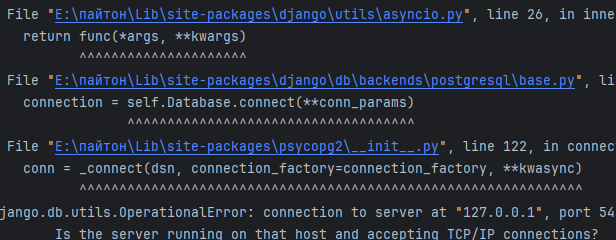 File "E:\пайтон\Lib\site-packages\django\utils\asyncio.py", line 26, in inne
return func(*args, **kwargs)
^^^^^^^^^^^^^^^^^^^^^
File "E:\пайтон\Lib\site-packages\django\db\backends\postgresql\base.py", li
connection = self.Database.connect(**conn_params)
^^^^^^^^^^^^^^^^^^^^^^^^^^^^^^^^^^^^
File "E:\пайтон\Lib\site-packages\psycopg2\__init__.py", line 122, in connec
conn = _connect(dsn, connection_factory=connection_factory, **kwasync)
^^^^^^^^^^^^^^^^^^^^^^^^^^^^^^^^^^^^^^^^^^^^^^^^^^^^^^^^^^^^^^^
jango.db.utils.OperationalError: connection to server at "127.0.0.1", port 54
Is the server running on that host and accepting TCP/IP connections?